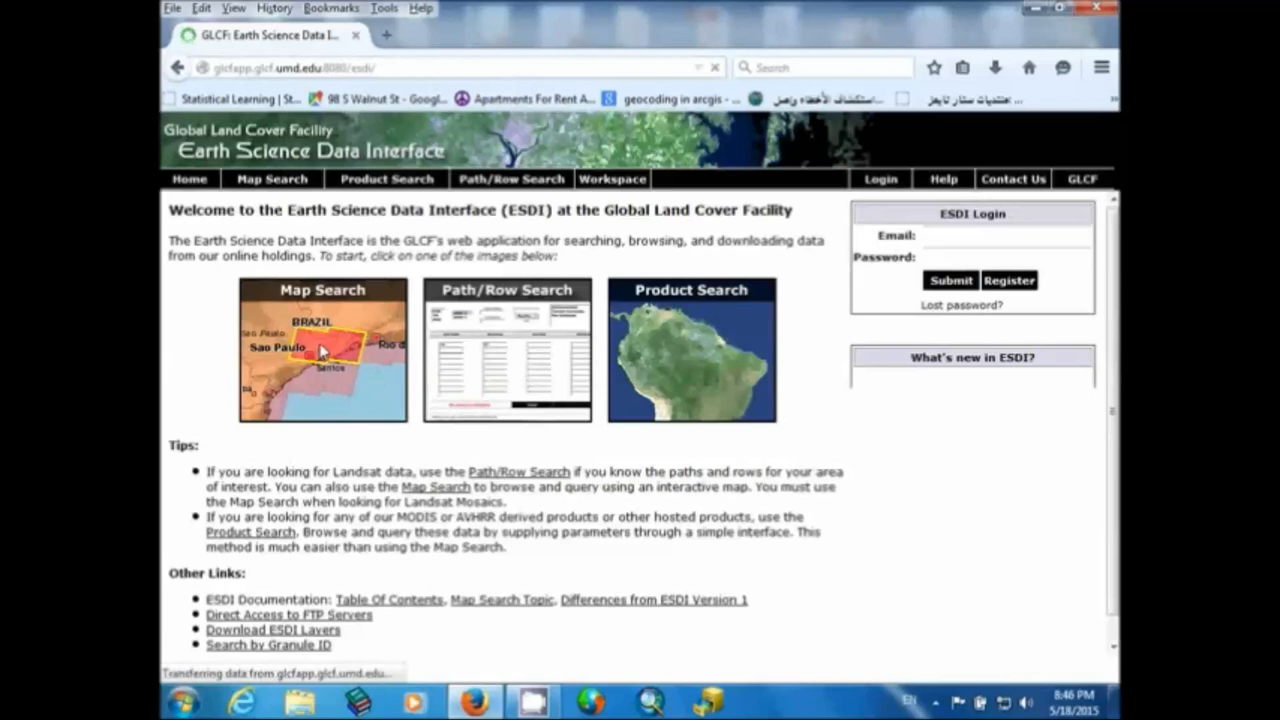 File Edit View History Bookmarks Tools Help
GLCF: Earth Science Data I...
glcfapp.glcf.umd.edu:8080/esdi/
Search
Statistical Learning | St... 98 S Walnut St - Googl... Apartments For Rent A... geocoding in arcgis - ... استكشاف الأخطاء وإصل... منتديات ستار تايمز ...
Global Land Cover Facility
Earth Science Data Interface
Home Map Search Product Search Path/Row Search Workspace Login Help Contact Us GLCF
Welcome to the Earth Science Data Interface (ESDI) at the Global Land Cover Facility
The Earth Science Data Interface is the GLCF's web application for searching, browsing, and downloading data
from our online holdings. To start, click on one of the images below:
Map Search
BRAZIL
Sao Paulo
Sao Paulo
Rio d
Santos
Path/Row Search
Product Search
Tips:
If you are looking for Landsat data, use the Path/Row Search if you know the paths and rows for your area
of interest. You can also use the Map Search to browse and query using an interactive map. You must use
the Map Search when looking for Landsat Mosaics.
If you are looking for any of our MODIS or AVHRR derived products or other hosted products, use the
Product Search. Browse and query these data by supplying parameters through a simple interface. This
method is much easier than using the Map Search.
Other Links:
ESDI Documentation: Table Of Contents, Map Search Topic, Differences from ESDI Version 1
Direct Access to FTP Servers
Download ESDI Layers
Search by Granule ID
ESDI Login
Email:
Password:
Submit Register
Lost password?
What's new in ESDI?
Transferring data from glcfapp.glcf.umd.edu...
EN
8:46 PM
5/18/2015